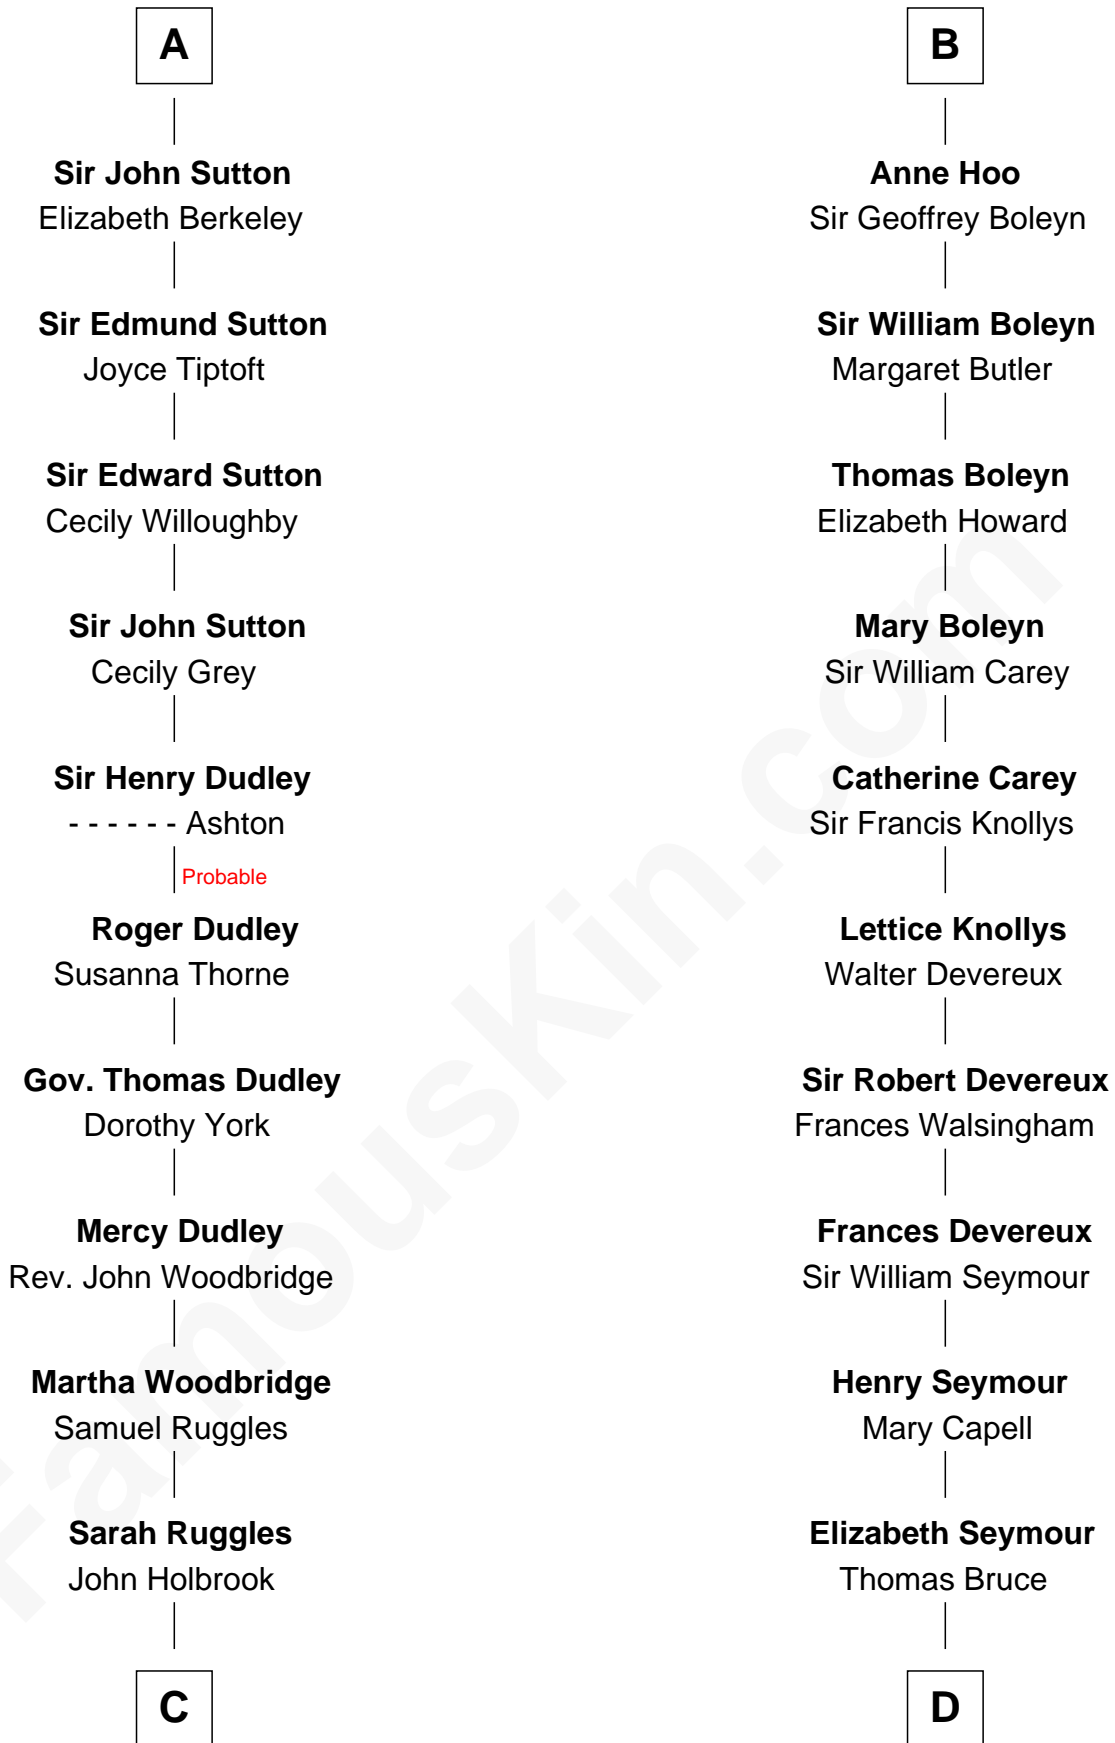 A
Sir John Sutton
Elizabeth Berkeley
Sir Edmund Sutton
Joyce Tiptoft
Sir Edward Sutton
Cecily Willoughby
Sir John Sutton
Cecily Grey
Sir Henry Dudley
- - - - - - Ashton
Probable
Roger Dudley
Susanna Thorne
Gov. Thomas Dudley
Dorothy York
Mercy Dudley
Rev. John Woodbridge
Martha Woodbridge
Samuel Ruggles
Sarah Ruggles
John Holbrook
C
B
Anne Hoo
Sir Geoffrey Boleyn
Sir William Boleyn
Margaret Butler
Thomas Boleyn
Elizabeth Howard
Mary Boleyn
Sir William Carey
Catherine Carey
Sir Francis Knollys
Lettice Knollys
Walter Devereux
Sir Robert Devereux
Frances Walsingham
Frances Devereux
Sir William Seymour
Henry Seymour
Mary Capell
Elizabeth Seymour
Thomas Bruce
D
FamousKin.com